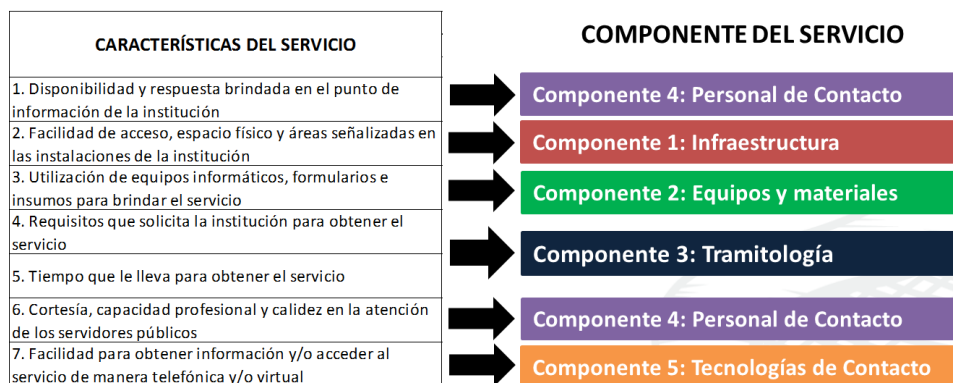 CARACTERÍSTICAS DEL SERVICIO
COMPONENTE DEL SERVICIO
1. Disponibilidad y respuesta brindada en el punto de
información de la institución
Componente 4: Personal de Contacto
2. Facilidad de acceso, espacio físico y áreas señalizadas en
las instalaciones de la institución
Componente 1: Infraestructura
3. Utilización de equipos informáticos, formularios e
insumos para brindar el servicio
Componente 2: Equipos y materiales
4. Requisitos que solicita la institución para obtener el
servicio
5. Tiempo que le lleva para obtener el servicio
Componente 3: Tramitología
6. Cortesía, capacidad profesional y calidez en la atención
de los servidores públicos
Componente 4: Personal de Contacto
7. Facilidad para obtener información y/o acceder al
servicio de manera telefónica y/o virtual
Componente 5: Tecnologías de Contacto